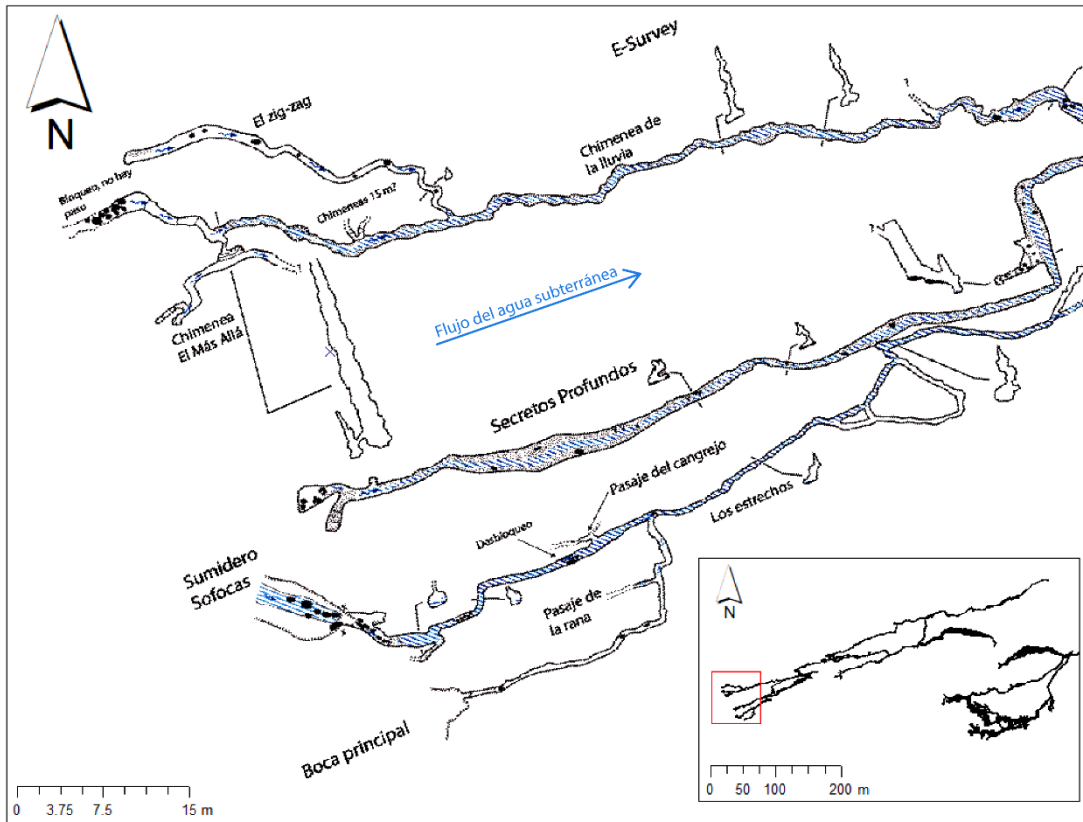 N
E-Survey
El zig-zag
Chimenea de
la lluvia
Bloqueo, no hay
paso
Chimeneas 15 m?
?
?
Chimenea
El Más Allá
Flujo del agua subterránea
Secretos Profundos
Pasaje del cangrejo
Los estrechos
Desbloqueo
Sumidero
Sofocas
Pasaje de
la rana
Boca principal
0 3.75 7.5 15 m
N
0 50 100 200 m